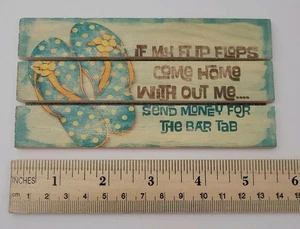 IF MY FLIP FLOPS
COME HOME
WITH OUT ME....
SEND MONEY FOR
THE BAR TAB
INCHES 1 2 3 4 5 6
cm 1 2 3 4 5 6 7 8 9 10 11 12 13 14 15